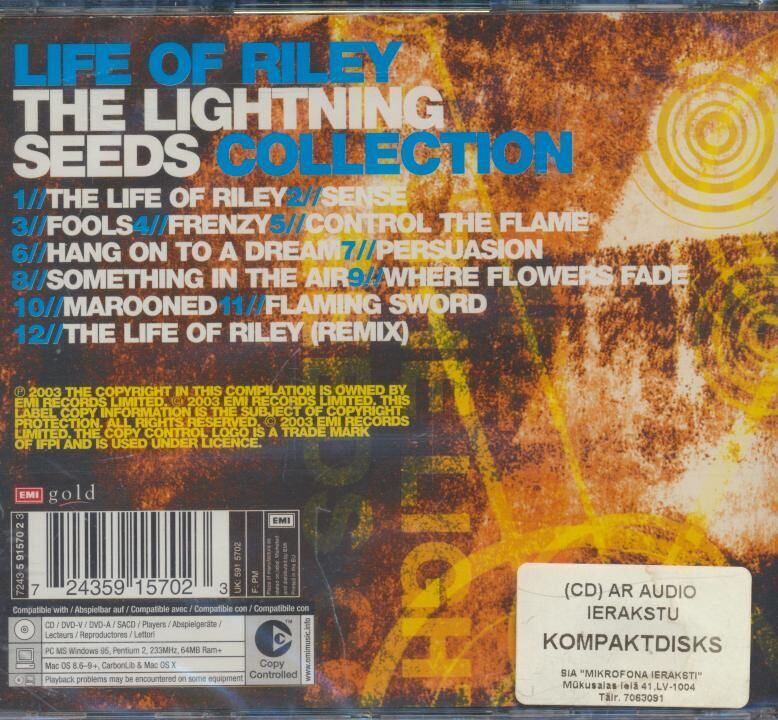 LIFE OF RILEY
THE LIGHTNING
SEEDS COLLECTION
1//THE LIFE OF RILEY2//SENSE
3//FOOLS4//FRENZY5//CONTROL THE FLAME
6//HANG ON TO A DREAM7//PERSUASION
8//SOMETHING IN THE AIR9//WHERE FLOWERS FADE
10//MAROONED11//FLAMING SWORD
12//THE LIFE OF RILEY (REMIX)
℗ 2003 THE COPYRIGHT IN THIS COMPILATION IS OWNED BY
EMI RECORDS LIMITED. © 2003 EMI RECORDS LIMITED. THIS
LABEL COPY INFORMATION IS THE SUBJECT OF COPYRIGHT
PROTECTION. ALL RIGHTS RESERVED. © 2003 EMI RECORDS
LIMITED. THE COPY CONTROL LOGO IS A TRADE MARK
OF IFPI AND IS USED UNDER LICENCE.
EMI gold
7243 5 91570 2 3
7 24359 15702 3
UK: 591 5702
F: PM
EMI
Compatible with / Abspielbar auf / Compatible avec / Compatible con / Compatibile con
CD / DVD-V / DVD-A / SACD / Players / Abspielgeräte /
Lecteurs / Reproductores / Lettori
PC MS Windows 95, Pentium 2, 233MHz, 64MB Ram+
Mac OS 8.6-9+, CarbonLib & Mac OS X
Playback problems may be encountered on some equipment
Copy
Controlled
TM
www.emimusic.info
(CD) AR AUDIO
IERAKSTU
KOMPAKTDISKS
SIA "MIKROFONA IERAKSTI"
Mūkusalas ielā 41,LV-1004
Tālr. 7063091